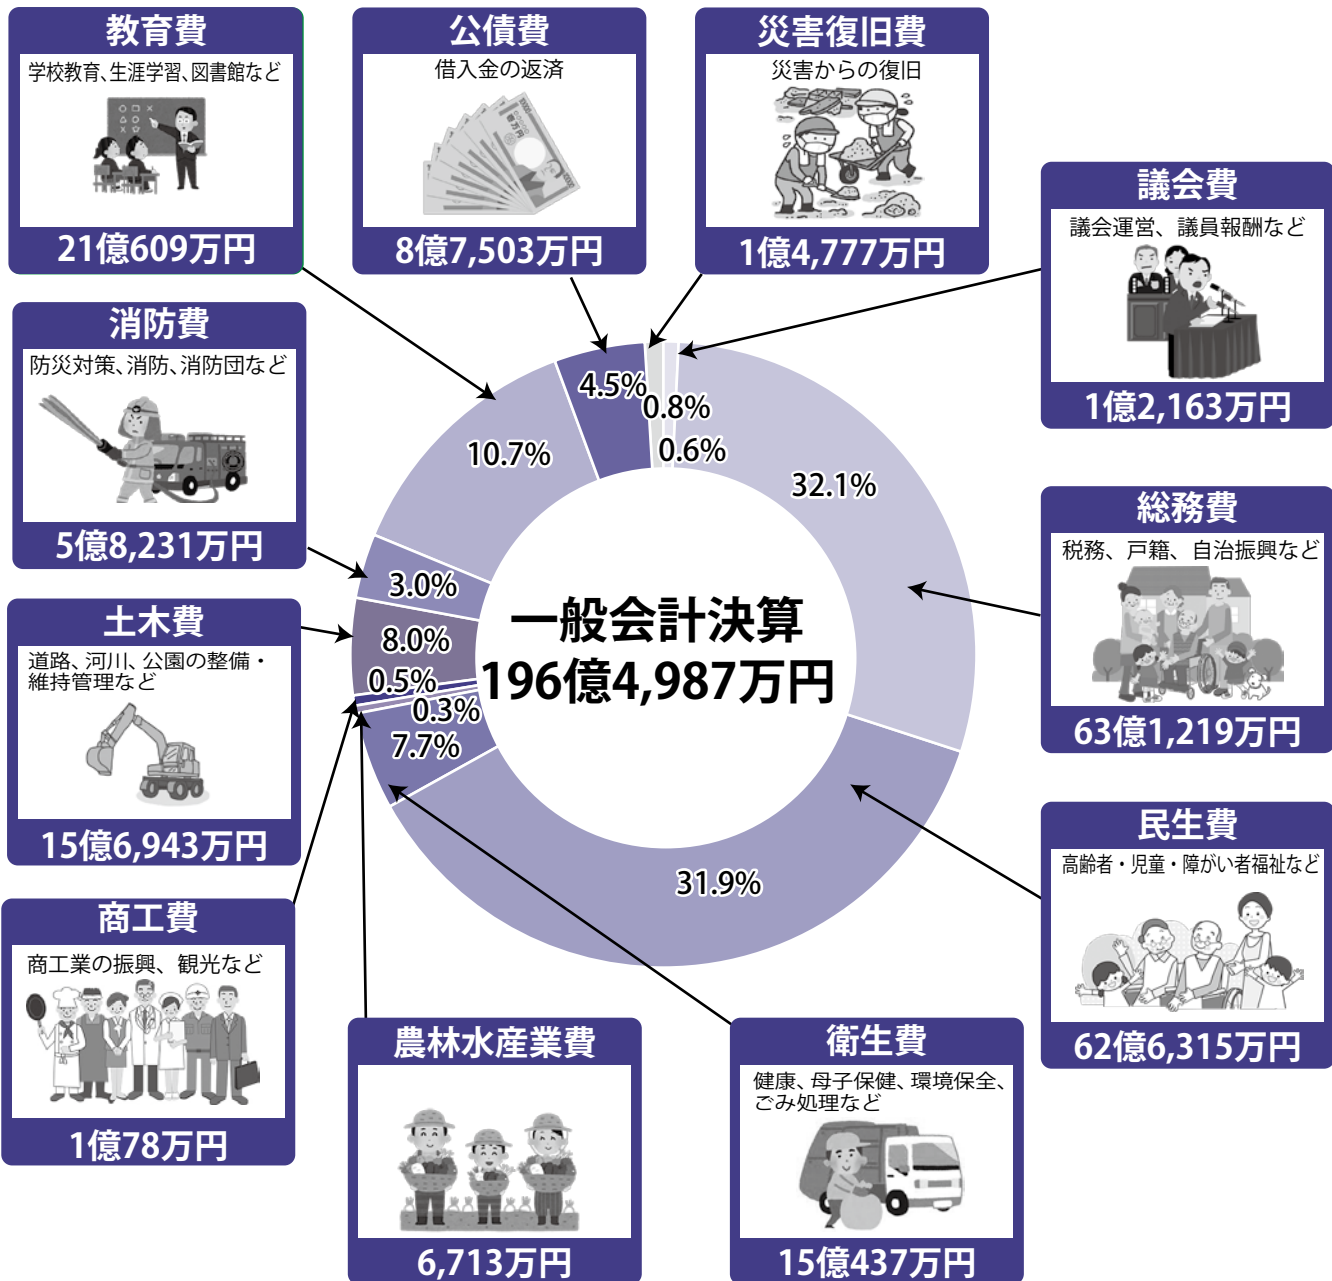 教育費
学校教育、生涯学習、図書館など
21億609万円
公債費
借入金の返済
8億7,503万円
災害復旧費
災害からの復旧
1億4,777万円
議会費
議会運営、議員報酬など
1億2,163万円
消防費
防災対策、消防、消防団など
5億8,231万円
総務費
税務、戸籍、自治振興など
63億1,219万円
土木費
道路、河川、公園の整備・
維持管理など
15億6,943万円
民生費
高齢者・児童・障がい者福祉など
62億6,315万円
商工費
商工業の振興、観光など
1億78万円
農林水産業費
6,713万円
衛生費
健康、母子保健、環境保全、
ごみ処理など
15億437万円
4.5%
0.8%
0.6%
10.7%
32.1%
3.0%
8.0%
0.5%
0.3%
7.7%
31.9%
一般会計決算
196億4,987万円